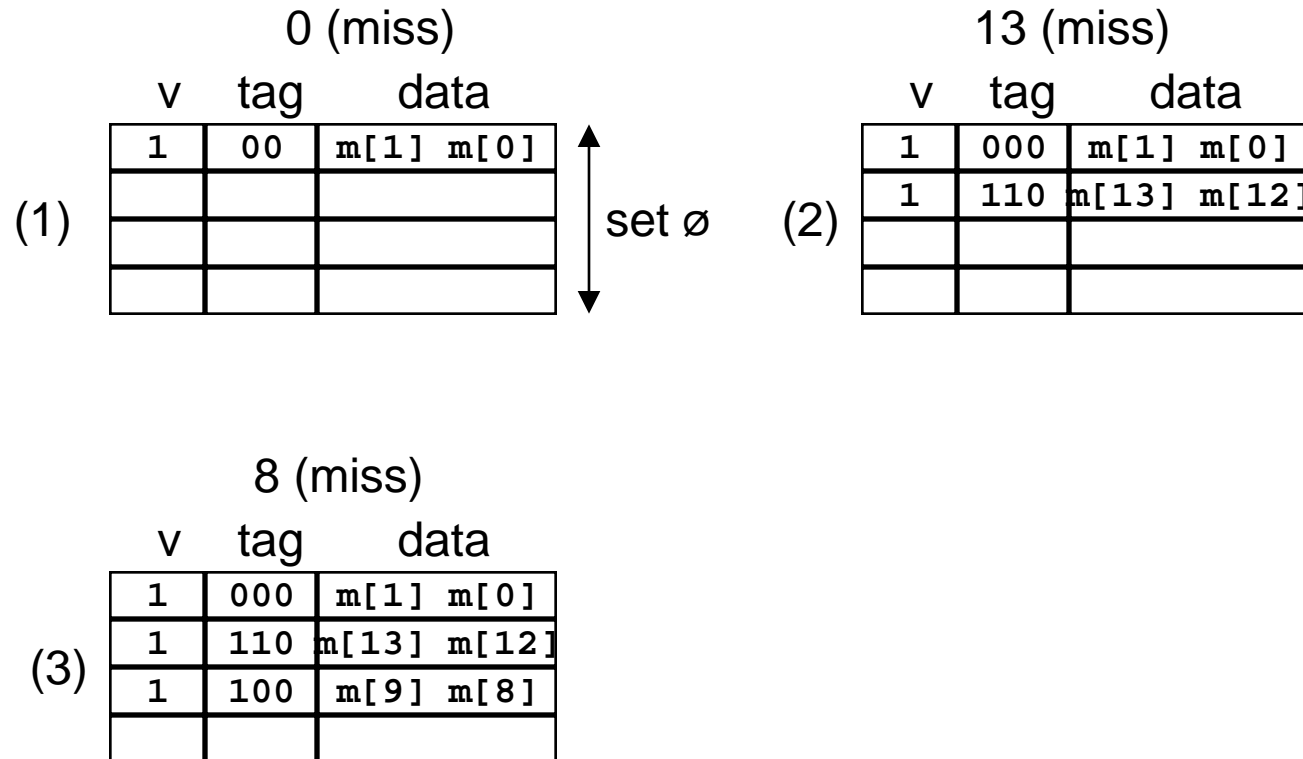 0 (miss)
v tag data
1 00 m[1] m[0]
(1)
set ø
13 (miss)
v tag data
1 000 m[1] m[0]
1 110 m[13] m[12]
(2)
8 (miss)
v tag data
1 000 m[1] m[0]
1 110 m[13] m[12]
(3)
1 100 m[9] m[8]